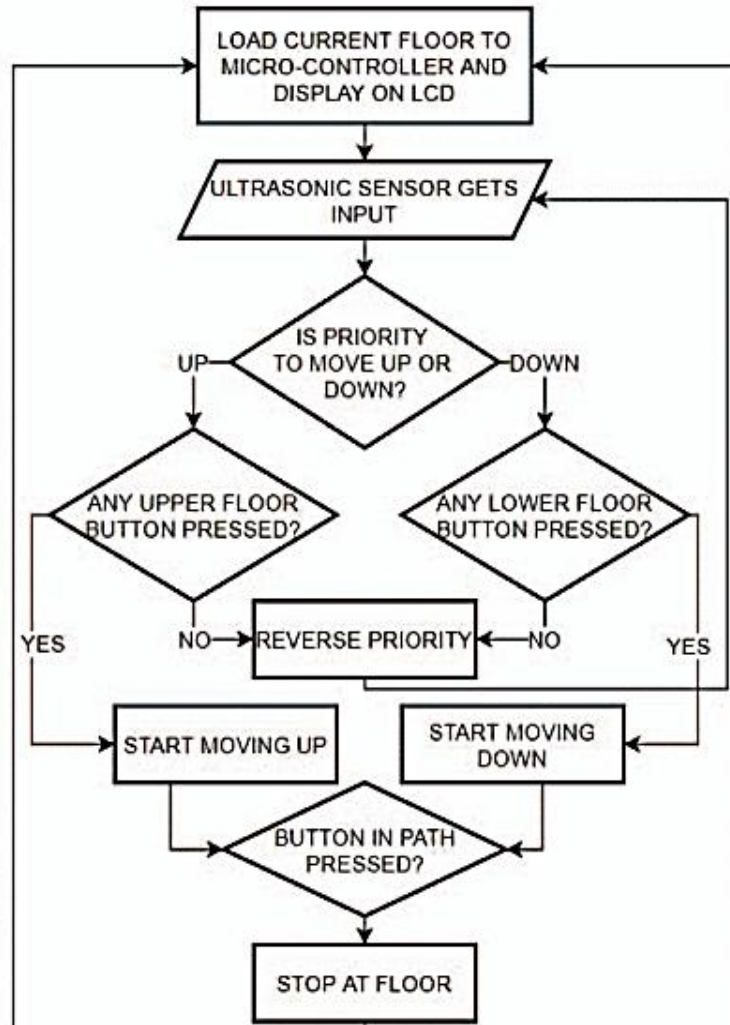 LOAD CURRENT FLOOR TO
MICRO-CONTROLLER AND
DISPLAY ON LCD
ULTRASONIC SENSOR GETS
INPUT
IS PRIORITY
TO MOVE UP OR
DOWN?
UP
DOWN
ANY UPPER FLOOR
BUTTON PRESSED?
ANY LOWER FLOOR
BUTTON PRESSED?
YES
NO
REVERSE PRIORITY
NO
YES
START MOVING UP
START MOVING
DOWN
BUTTON IN PATH
PRESSED?
STOP AT FLOOR